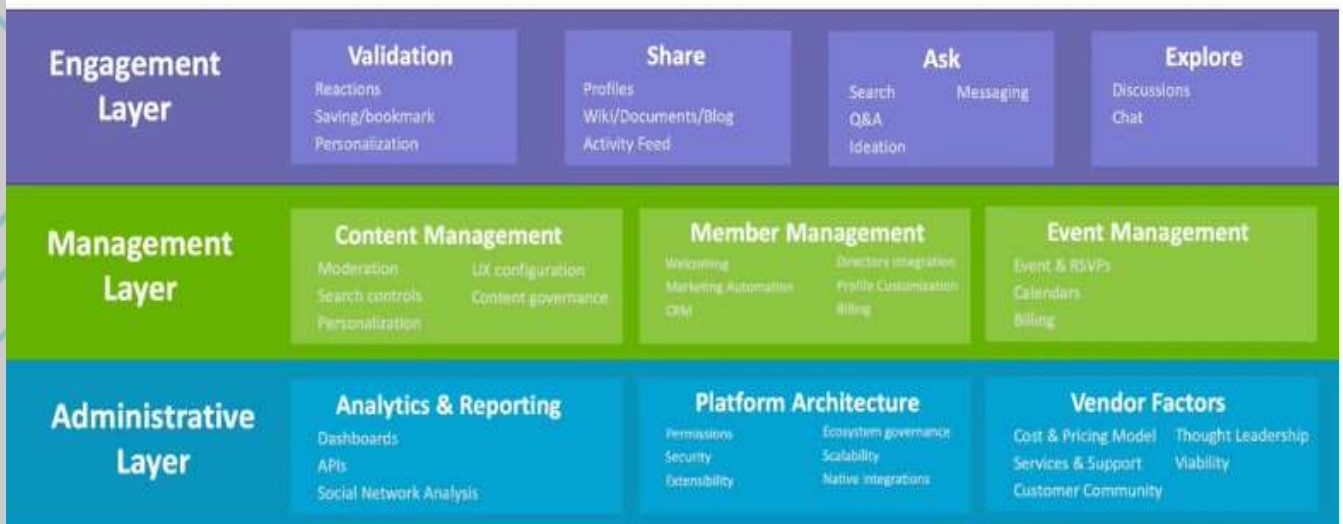 Engagement
Layer
Validation
Reactions
Saving/bookmark
Personalization
Share
Profiles
Wiki/Documents/Blog
Activity Feed
Ask
Search Messaging
Q&A
Ideation
Explore
Discussions
Chat
Management
Layer
Content Management
Moderation UX configuration
Search controls Content governance
Personalization
Member Management
Welcoming Directory integration
Marketing Automation Profile Customization
CRM Billing
Event Management
Event & RSVPs
Calendars
Billing
Administrative
Layer
Analytics & Reporting
Dashboards
APIs
Social Network Analysis
Platform Architecture
Permissions Ecosystem governance
Security Scalability
Extensibility Native integrations
Vendor Factors
Cost & Pricing Model Thought Leadership
Services & Support Viability
Customer Community